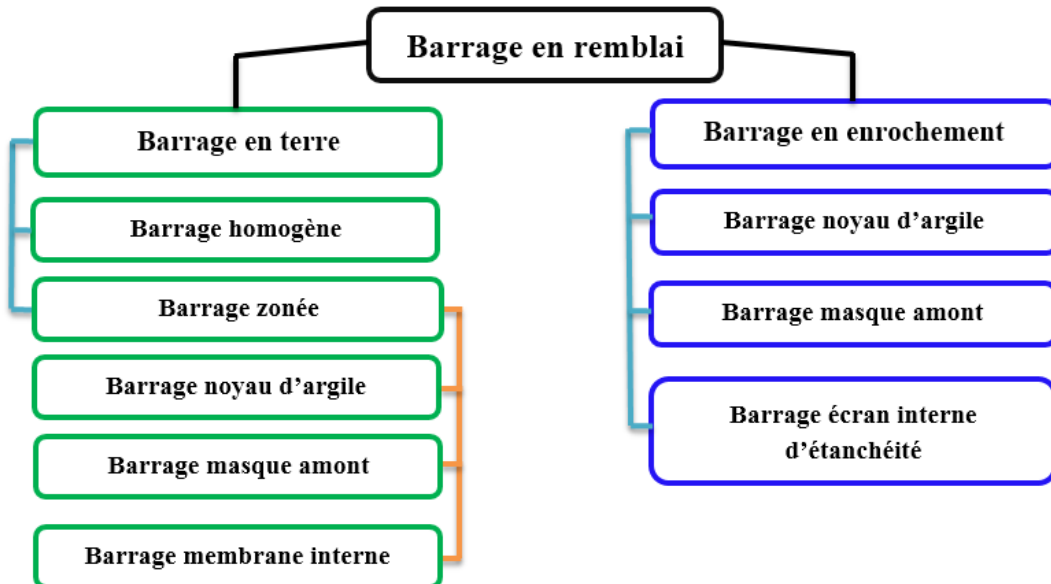 Barrage en remblai
Barrage en terre
Barrage homogène
Barrage zonée
Barrage noyau d’argile
Barrage masque amont
Barrage membrane interne
Barrage en enrochement
Barrage noyau d’argile
Barrage masque amont
Barrage écran interne
d’étanchéité